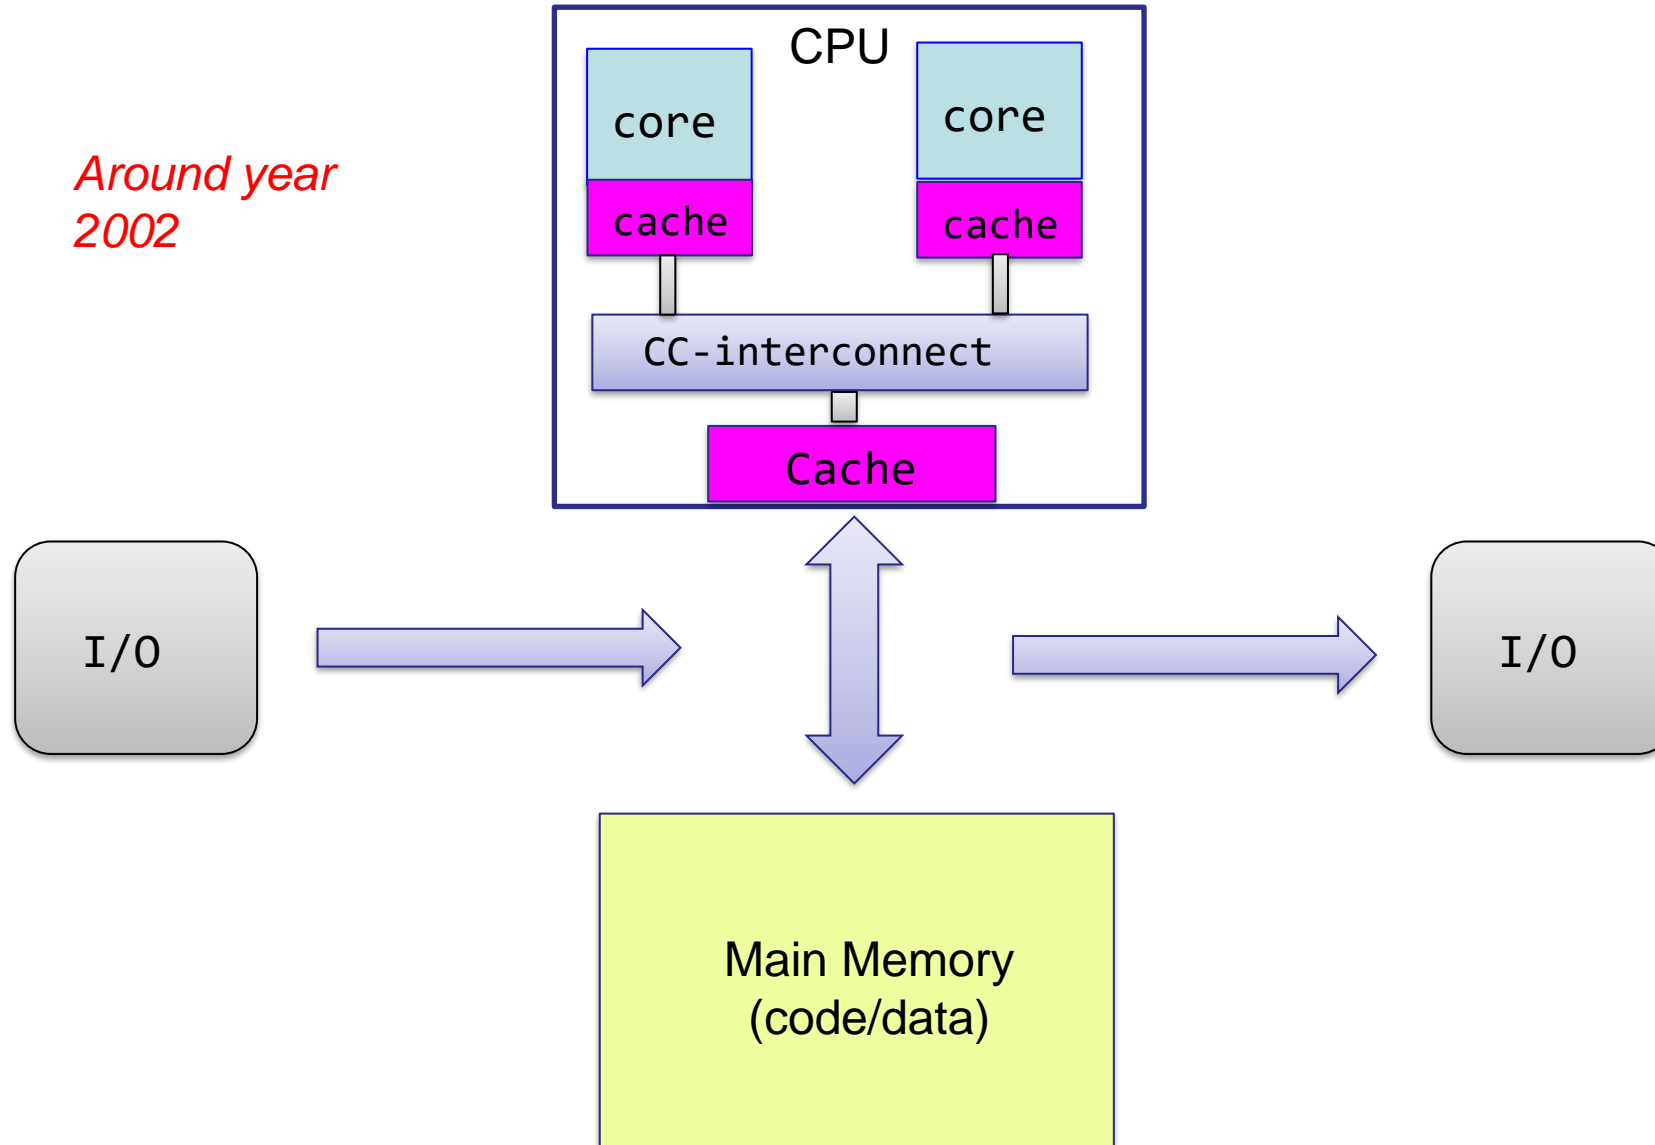 CPU
core
core
Around year
2002
cache
cache
CC-interconnect
Cache
I/O
I/O
Main Memory
(code/data)